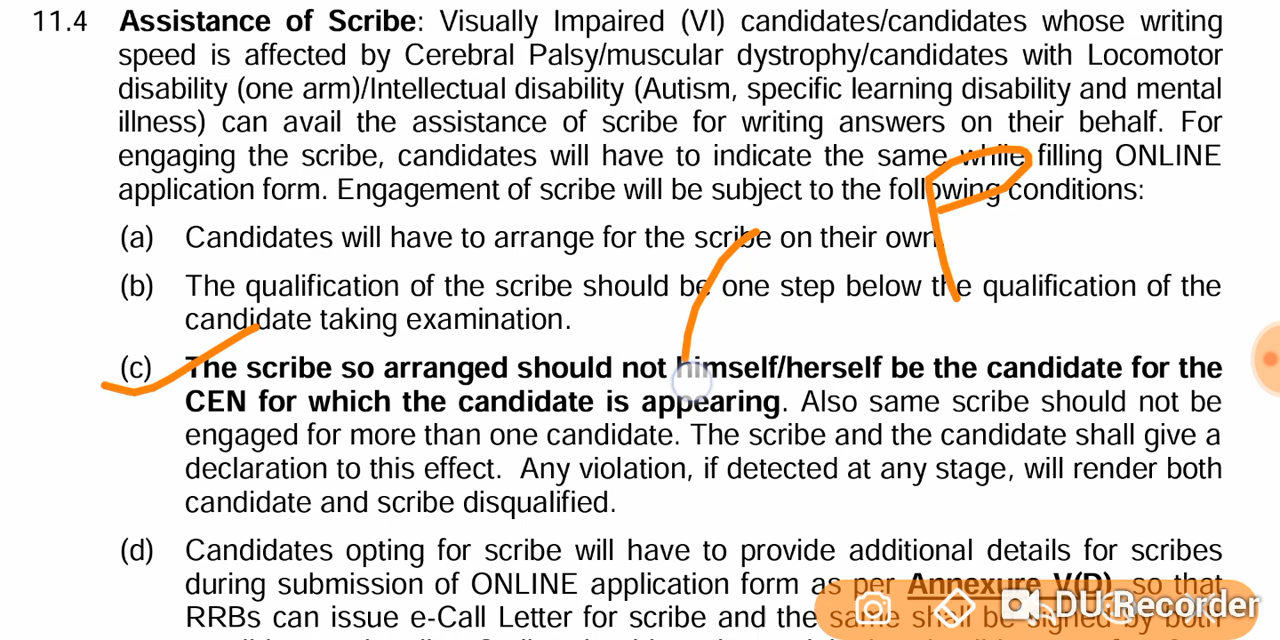 11.4 Assistance of Scribe: Visually Impaired (VI) candidates/candidates whose writing
speed is affected by Cerebral Palsy/muscular dystrophy/candidates with Locomotor
disability (one arm)/Intellectual disability (Autism, specific learning disability and mental
illness) can avail the assistance of scribe for writing answers on their behalf. For
engaging the scribe, candidates will have to indicate the same while filling ONLINE
application form. Engagement of scribe will be subject to the following conditions:
(a) Candidates will have to arrange for the scribe on their own.
(b) The qualification of the scribe should be one step below the qualification of the
candidate taking examination.
(c) The scribe so arranged should not himself/herself be the candidate for the
CEN for which the candidate is appearing. Also same scribe should not be
engaged for more than one candidate. The scribe and the candidate shall give a
declaration to this effect. Any violation, if detected at any stage, will render both
candidate and scribe disqualified.
(d) Candidates opting for scribe will have to provide additional details for scribes
during submission of ONLINE application form as per Annexure V(D), so that
RRBs can issue e-Call Letter for scribe and the same shall be signed by both
DU Recorder